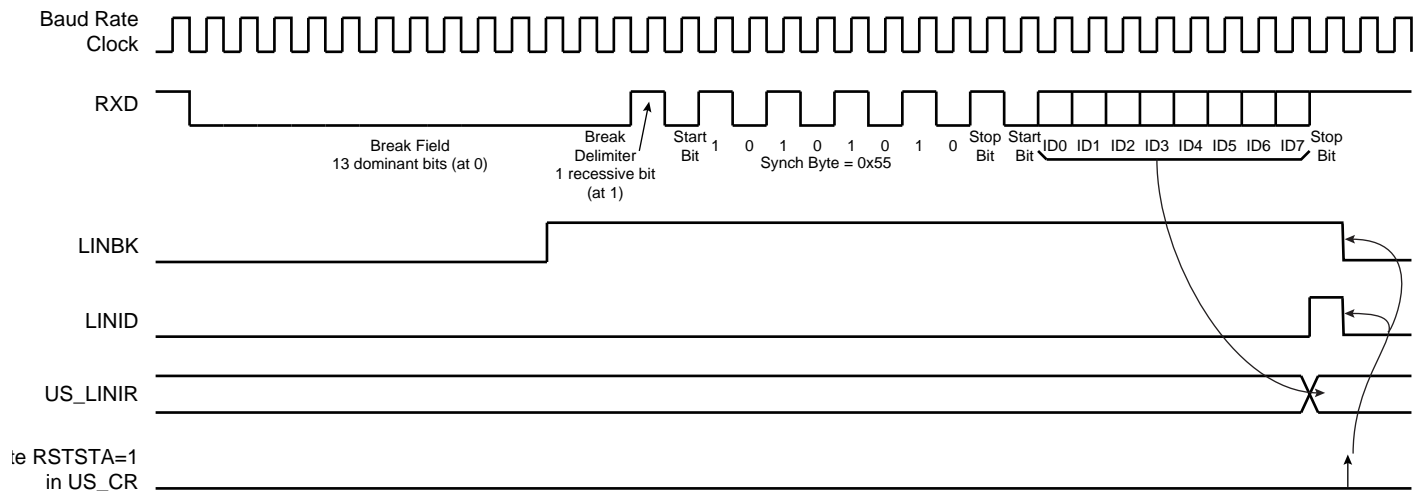 Baud Rate
Clock
RXD
Break Field
13 dominant bits (at 0)
Break
Delimiter
1 recessive bit
(at 1)
Start
Bit
1 0 1 0 1 0 1 0
Synch Byte = 0x55
Stop
Bit
Start
Bit
ID0 ID1 ID2 ID3 ID4 ID5 ID6 ID7
Stop
Bit
LINBK
LINID
US_LINIR
RSTSTA=1
in US_CR